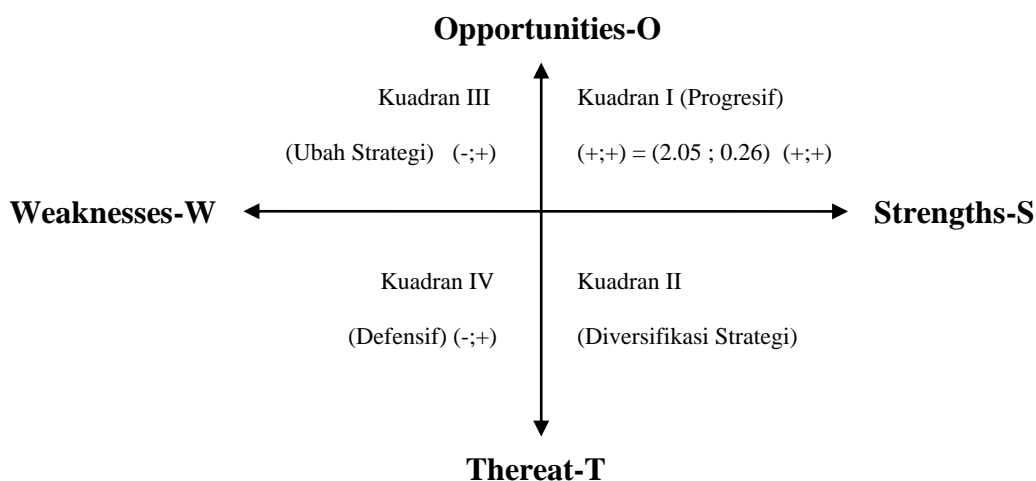 Opportunities-O
Kuadran III
(Ubah Strategi) (-;+)
Kuadran I (Progresif)
(+;+) = (2.05 ; 0.26) (+;+)
Weaknesses-W
Strengths-S
Kuadran IV
(Defensif) (-;+)
Kuadran II
(Diversifikasi Strategi)
Thereat-T